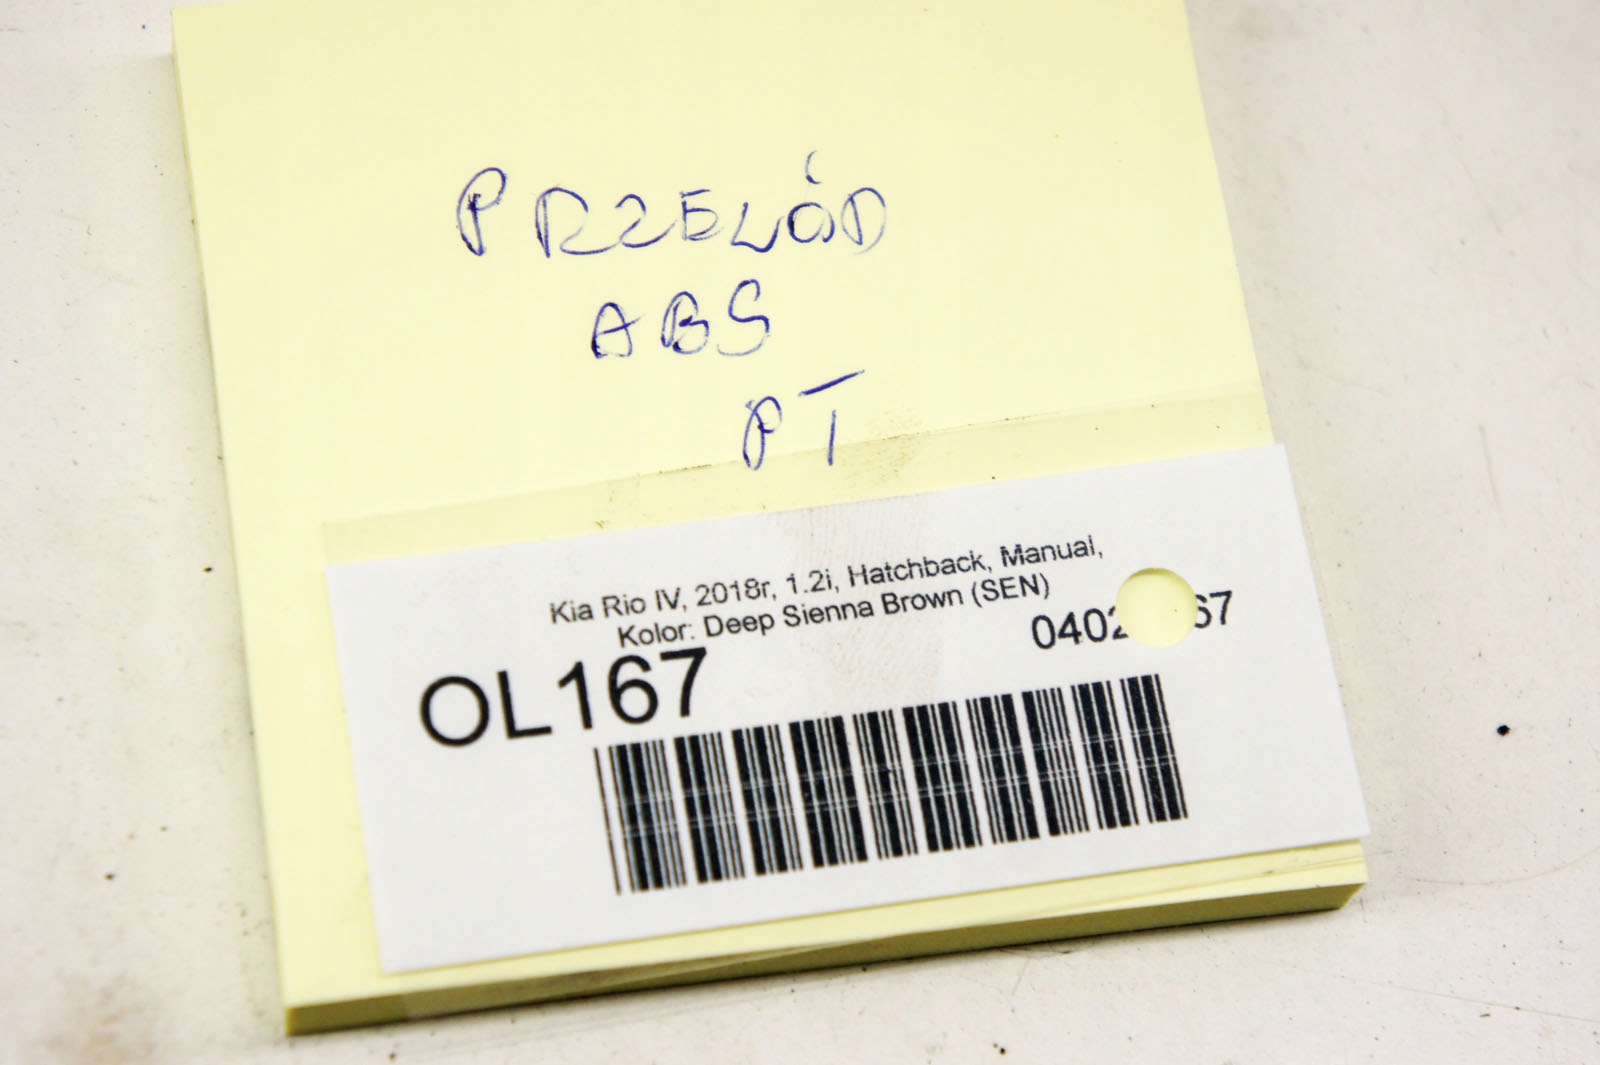 PRZEWÓD
ABS
PT
Kia Rio IV, 2018r, 1.2i, Hatchback, Manual,
Kolor: Deep Sienna Brown (SEN)
OL167